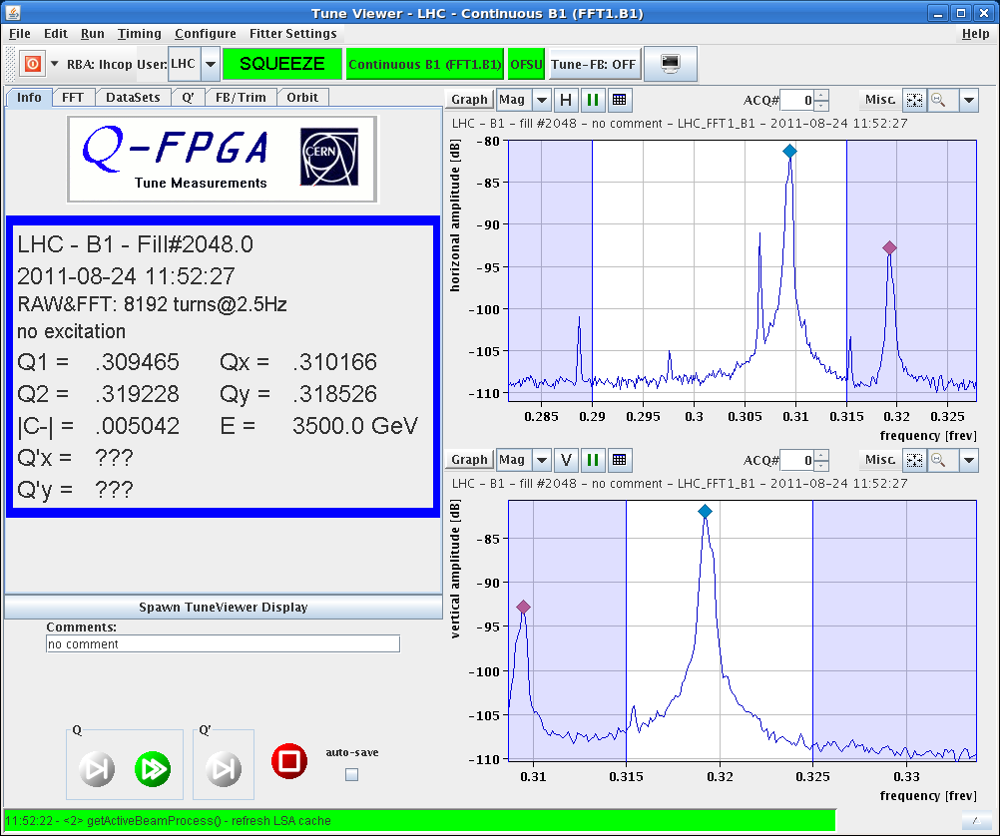 Tune Viewer - LHC - Continuous B1 (FFT1.B1)
File Edit Run Timing Configure Fitter Settings Help
RBA: lhcop User: LHC SQUEEZE Continuous B1 (FFT1.B1) OFSU Tune-FB: OFF
Info FFT DataSets Q' FB/Trim Orbit
Q-FPGA
Tune Measurements
CERN
LHC - B1 - Fill#2048.0
2011-08-24 11:52:27
RAW&FFT: 8192 turns@2.5Hz
no excitation
Q1 = .309465 Qx = .310166
Q2 = .319228 Qy = .318526
|C-| = .005042 E = 3500.0 GeV
Q'x = ???
Q'y = ???
Spawn TuneViewer Display
Comments:
no comment
Q
Q'
auto-save
Graph Mag H ACQ# 0 Misc.
LHC - B1 - fill #2048 - no comment - LHC_FFT1_B1 - 2011-08-24 11:52:27
horizonal amplitude [dB]
-80
-85
-90
-95
-100
-105
-110
0.285 0.29 0.295 0.3 0.305 0.31 0.315 0.32 0.325
frequency [frev]
Graph Mag V ACQ# 0 Misc.
LHC - B1 - fill #2048 - no comment - LHC_FFT1_B1 - 2011-08-24 11:52:27
vertical amplitude [dB]
-85
-90
-95
-100
-105
-110
0.31 0.315 0.32 0.325 0.33
frequency [frev]
11:52:22 - <2> getActiveBeamProcess() - refresh LSA cache